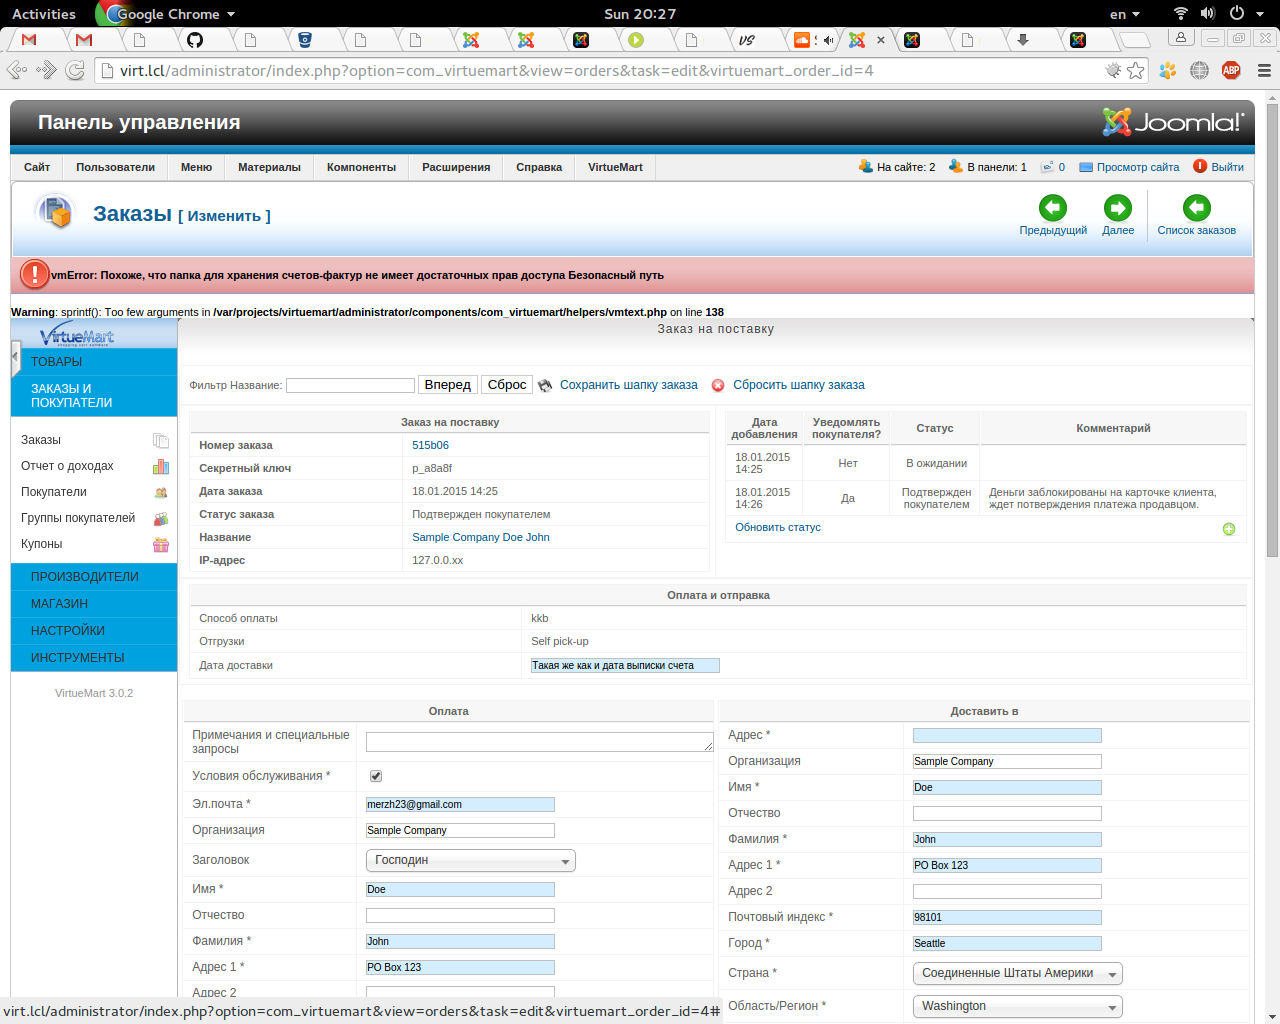 Activities
Google Chrome
Sun 20:27
en
virt.lcl/administrator/index.php?option=com_virtuemart&view=orders&task=edit&virtuemart_order_id=4
ABP
Панель управления
Joomla!
Сайт Пользователи Меню Материалы Компоненты Расширения Справка VirtueMart
На сайте: 2 В панели: 1 0 Просмотр сайта Выйти
Заказы [ Изменить ]
Предыдущий Далее Список заказов
vmError: Похоже, что папка для хранения счетов-фактур не имеет достаточных прав доступа Безопасный путь
Warning: sprintf(): Too few arguments in /var/projects/virtuemart/administrator/components/com_virtuemart/helpers/vmtext.php on line 138
VirtueMart
ТОВАРЫ
ЗАКАЗЫ И
ПОКУПАТЕЛИ
Заказы
Отчет о доходах
Покупатели
Группы покупателей
Купоны
ПРОИЗВОДИТЕЛИ
МАГАЗИН
НАСТРОЙКИ
ИНСТРУМЕНТЫ
VirtueMart 3.0.2
Заказ на поставку
Фильтр Название: Вперед Сброс Сохранить шапку заказа Сбросить шапку заказа
Заказ на поставку
Номер заказа 515b06
Секретный ключ p_a8a8f
Дата заказа 18.01.2015 14:25
Статус заказа Подтвержден покупателем
Название Sample Company Doe John
IP-адрес 127.0.0.xx
Дата добавления Уведомлять покупателя? Статус Комментарий
18.01.2015 14:25 Нет В ожидании
18.01.2015 14:26 Да Подтвержден покупателем Деньги заблокированы на карточке клиента, ждет потверждения платежа продавцом.
Обновить статус
Оплата и отправка
Способ оплаты kkb
Отгрузки Self pick-up
Дата доставки Такая же как и дата выписки счета
Оплата
Примечания и специальные
запросы
Условия обслуживания *
Эл.почта * merzh23@gmail.com
Организация Sample Company
Заголовок Господин
Имя * Doe
Отчество
Фамилия * John
Адрес 1 * PO Box 123
Адрес 2
Доставить в
Адрес *
Организация Sample Company
Имя * Doe
Отчество
Фамилия * John
Адрес 1 * PO Box 123
Адрес 2
Почтовый индекс * 98101
Город * Seattle
Страна * Соединенные Штаты Америки
Область/Регион * Washington
virt.lcl/administrator/index.php?option=com_virtuemart&view=orders&task=edit&virtuemart_order_id=4#